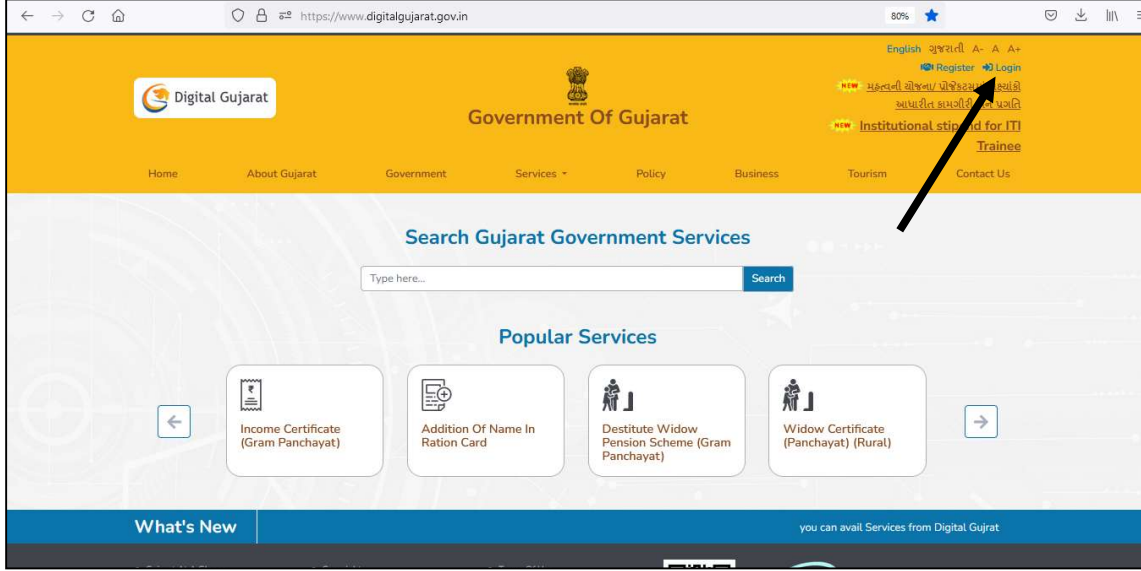 https://www.digitalgujarat.gov.in
80%
English ગુજરાતી A- A A+
Register Login
Digital Gujarat
Government Of Gujarat
NEW મહત્વની યોજના/
આધારીત કામગીરી પ્રગતિ
NEW Institutional for ITI
Trainee
Home About Gujarat Government Services Policy Business Tourism Contact Us
Search Gujarat Government Services
Type here... Search
Popular Services
₹
Income Certificate
(Gram Panchayat)
Addition Of Name In
Ration Card
Destitute Widow
Pension Scheme (Gram
Panchayat)
Widow Certificate
(Panchayat) (Rural)
What's New you can avail Services from Digital Gujrat